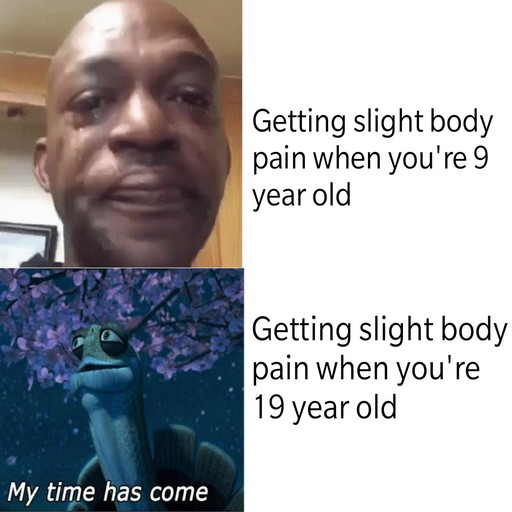 Getting slight body
pain when you're 9
year old
Getting slight body
pain when you're
19 year old
My time has come